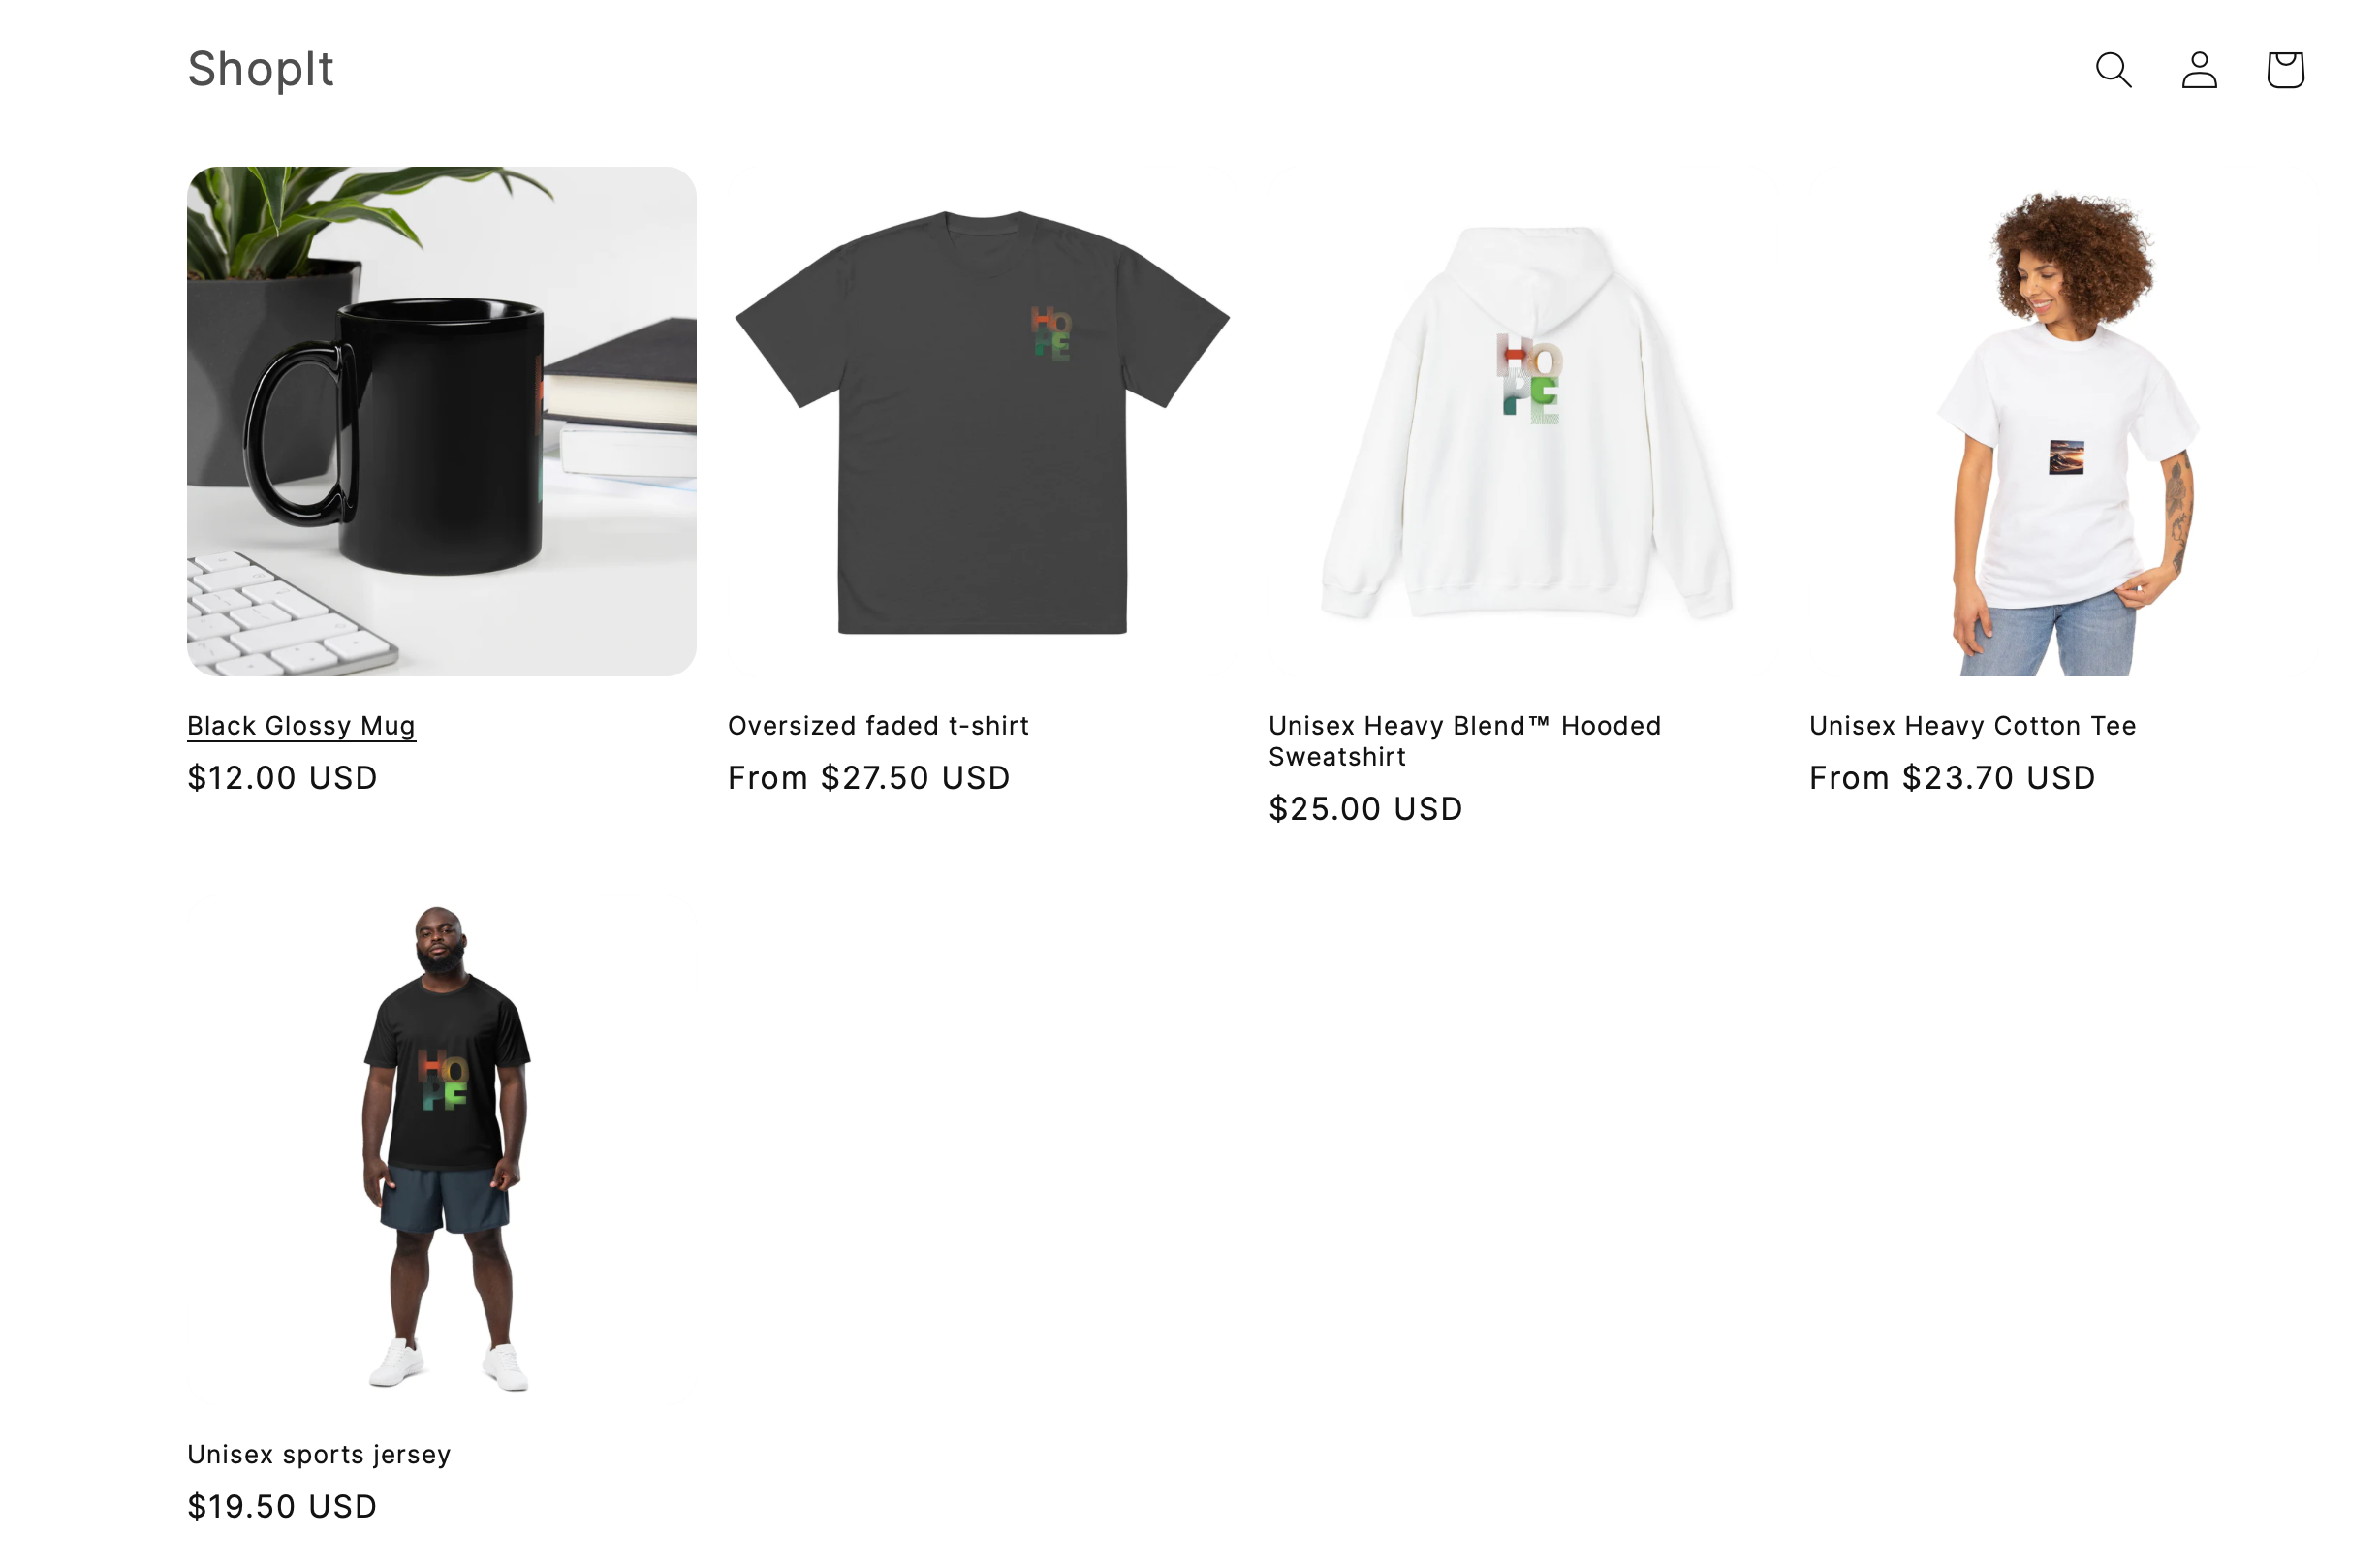 ShopIt
HO
PE
HO
PE
Black Glossy Mug
Oversized faded t-shirt
Unisex Heavy Blend™ Hooded
Sweatshirt
Unisex Heavy Cotton Tee
$12.00 USD
From $27.50 USD
$25.00 USD
From $23.70 USD
HO
PE
Unisex sports jersey
$19.50 USD